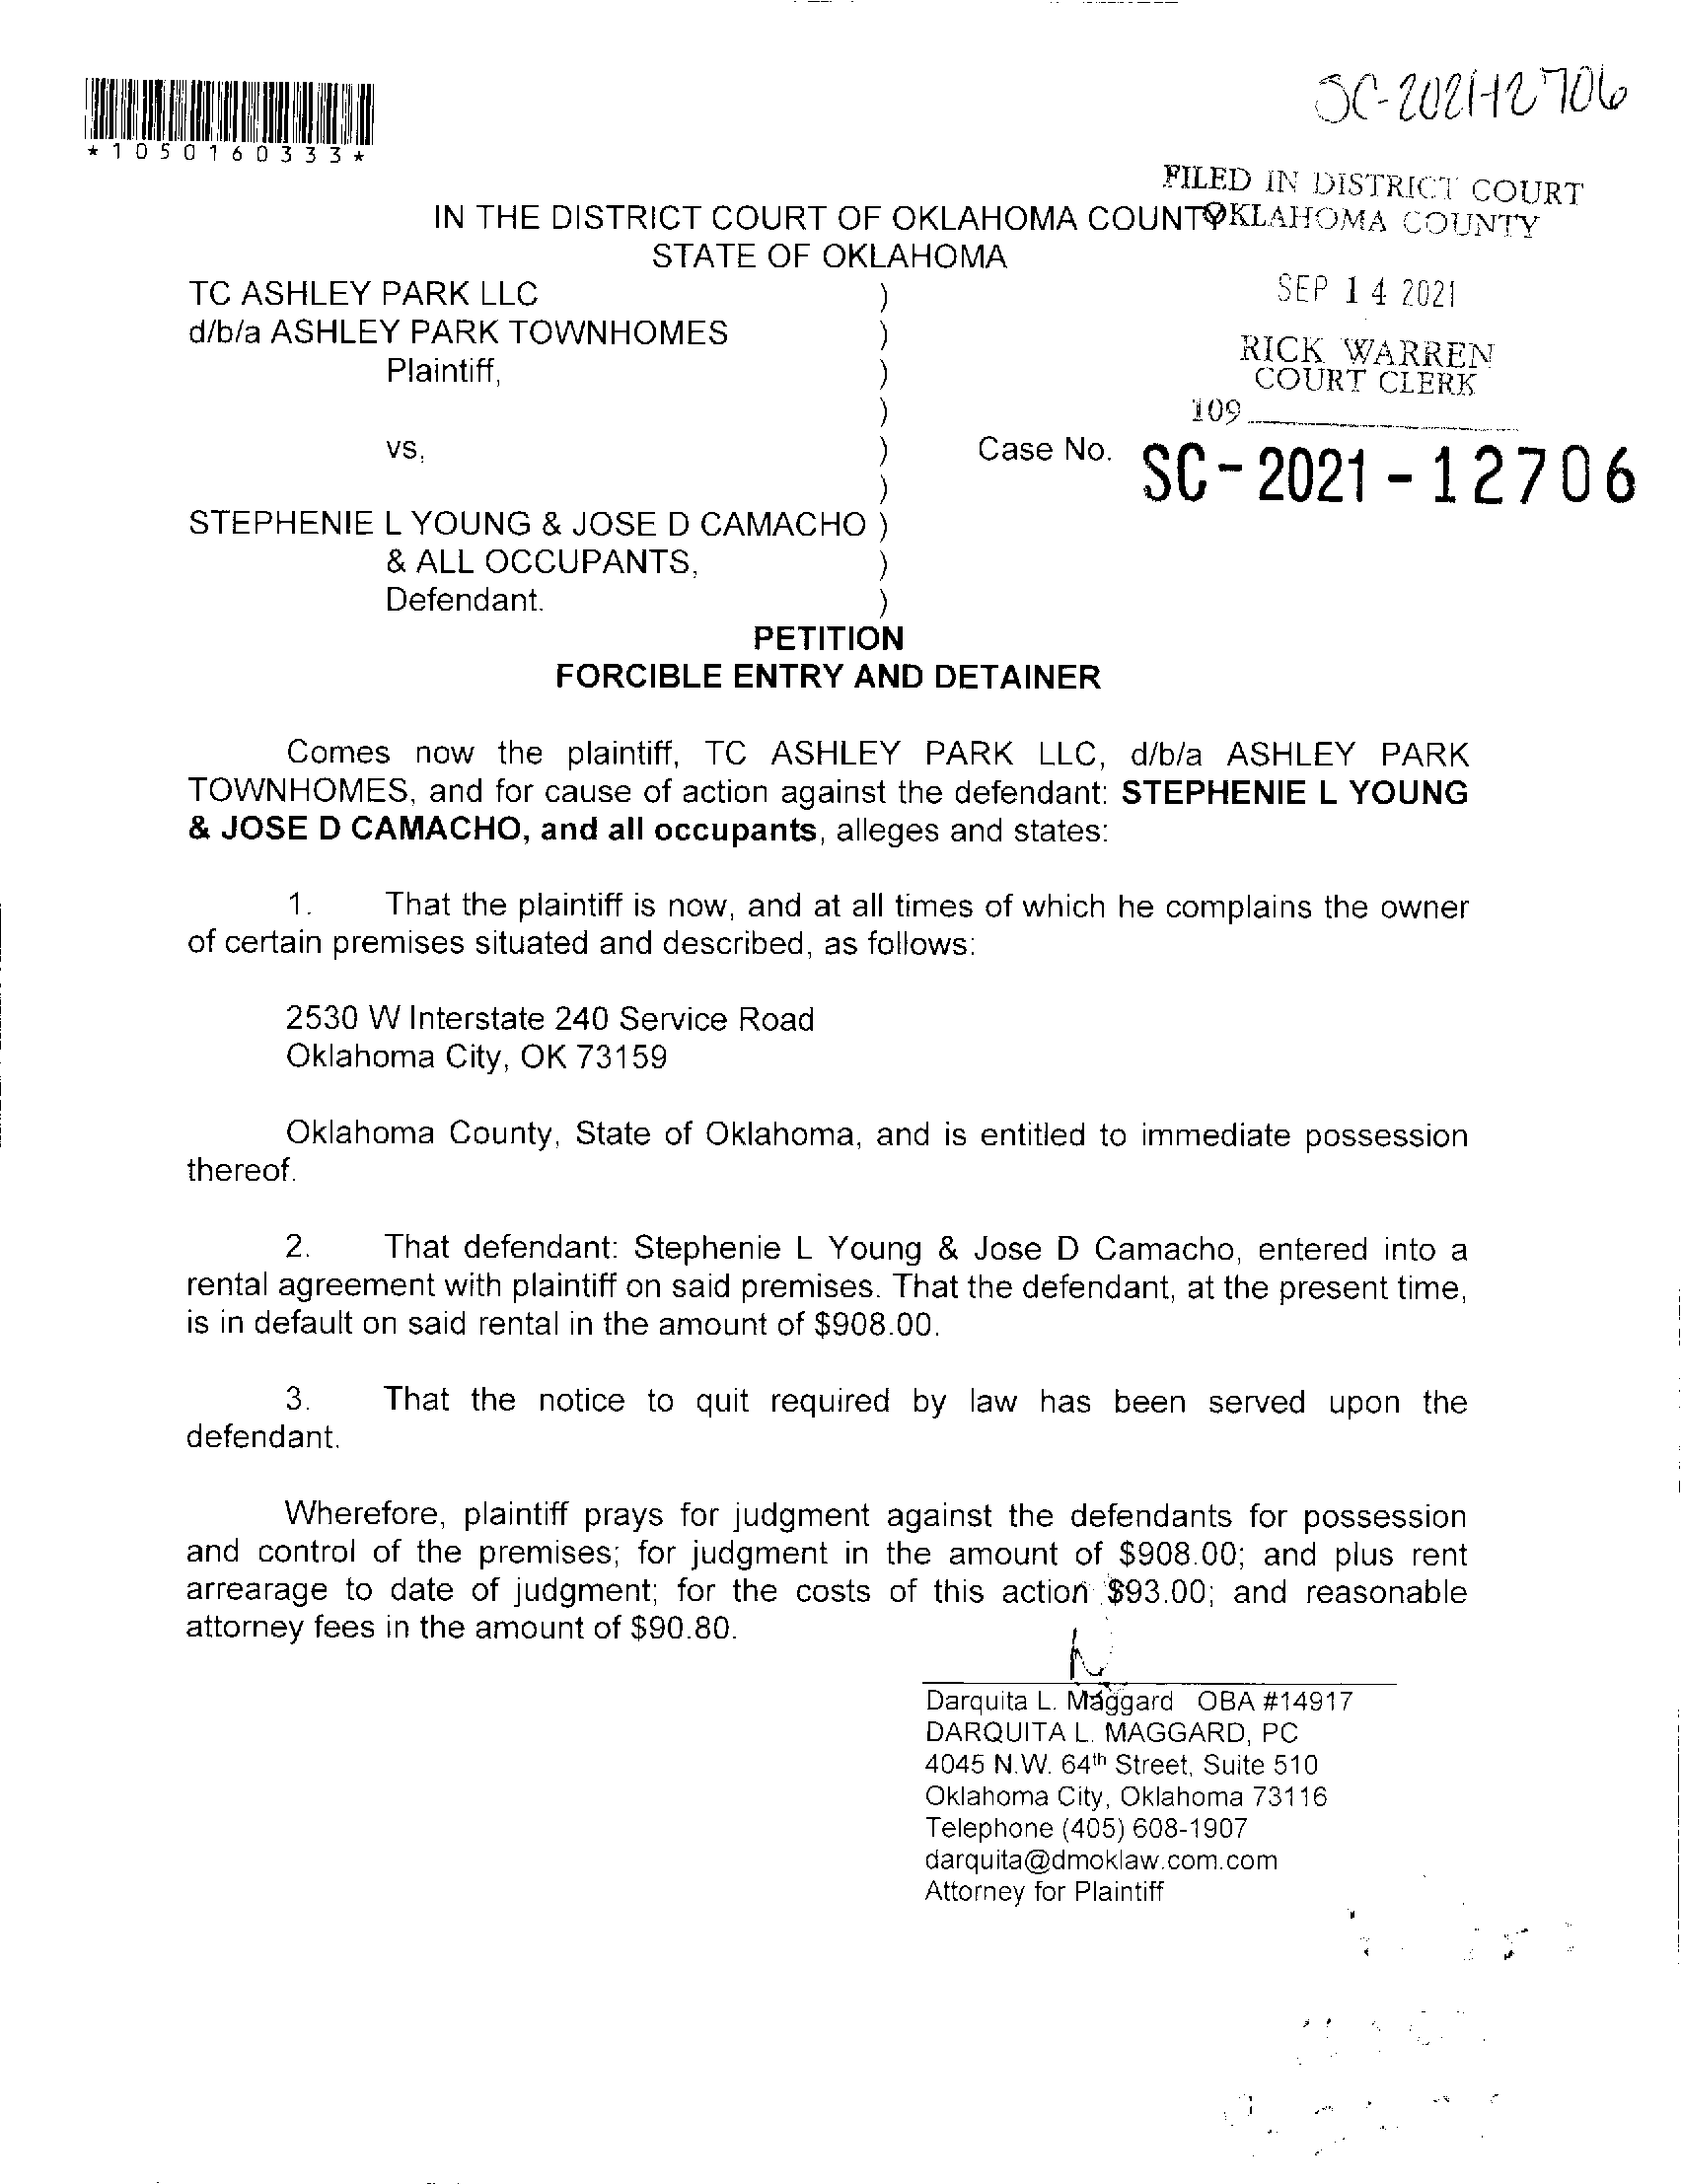 SC-2021-12706
*1050160333*
FILED IN DISTRICT COURT
OKLAHOMA COUNTY
IN THE DISTRICT COURT OF OKLAHOMA COUNTY
STATE OF OKLAHOMA
SEP 14 2021
RICK WARREN
COURT CLERK
109
TC ASHLEY PARK LLC )
d/b/a ASHLEY PARK TOWNHOMES )
Plaintiff, )
)
vs, ) Case No. SC-2021-12706
)
STEPHENIE L YOUNG & JOSE D CAMACHO )
& ALL OCCUPANTS, )
Defendant. )
PETITION
FORCIBLE ENTRY AND DETAINER
Comes now the plaintiff, TC ASHLEY PARK LLC, d/b/a ASHLEY PARK
TOWNHOMES, and for cause of action against the defendant: STEPHENIE L YOUNG
& JOSE D CAMACHO, and all occupants, alleges and states:
1. That the plaintiff is now, and at all times of which he complains the owner
of certain premises situated and described, as follows:
2530 W Interstate 240 Service Road
Oklahoma City, OK 73159
Oklahoma County, State of Oklahoma, and is entitled to immediate possession
thereof.
2. That defendant: Stephenie L Young & Jose D Camacho, entered into a
rental agreement with plaintiff on said premises. That the defendant, at the present time,
is in default on said rental in the amount of $908.00.
3. That the notice to quit required by law has been served upon the
defendant.
Wherefore, plaintiff prays for judgment against the defendants for possession
and control of the premises; for judgment in the amount of $908.00; and plus rent
arrearage to date of judgment; for the costs of this action $93.00; and reasonable
attorney fees in the amount of $90.80.
Darquita L. Maggard OBA #14917
DARQUITA L. MAGGARD, PC
4045 N.W. 64th Street, Suite 510
Oklahoma City, Oklahoma 73116
Telephone (405) 608-1907
darquita@dmoklaw.com.com
Attorney for Plaintiff